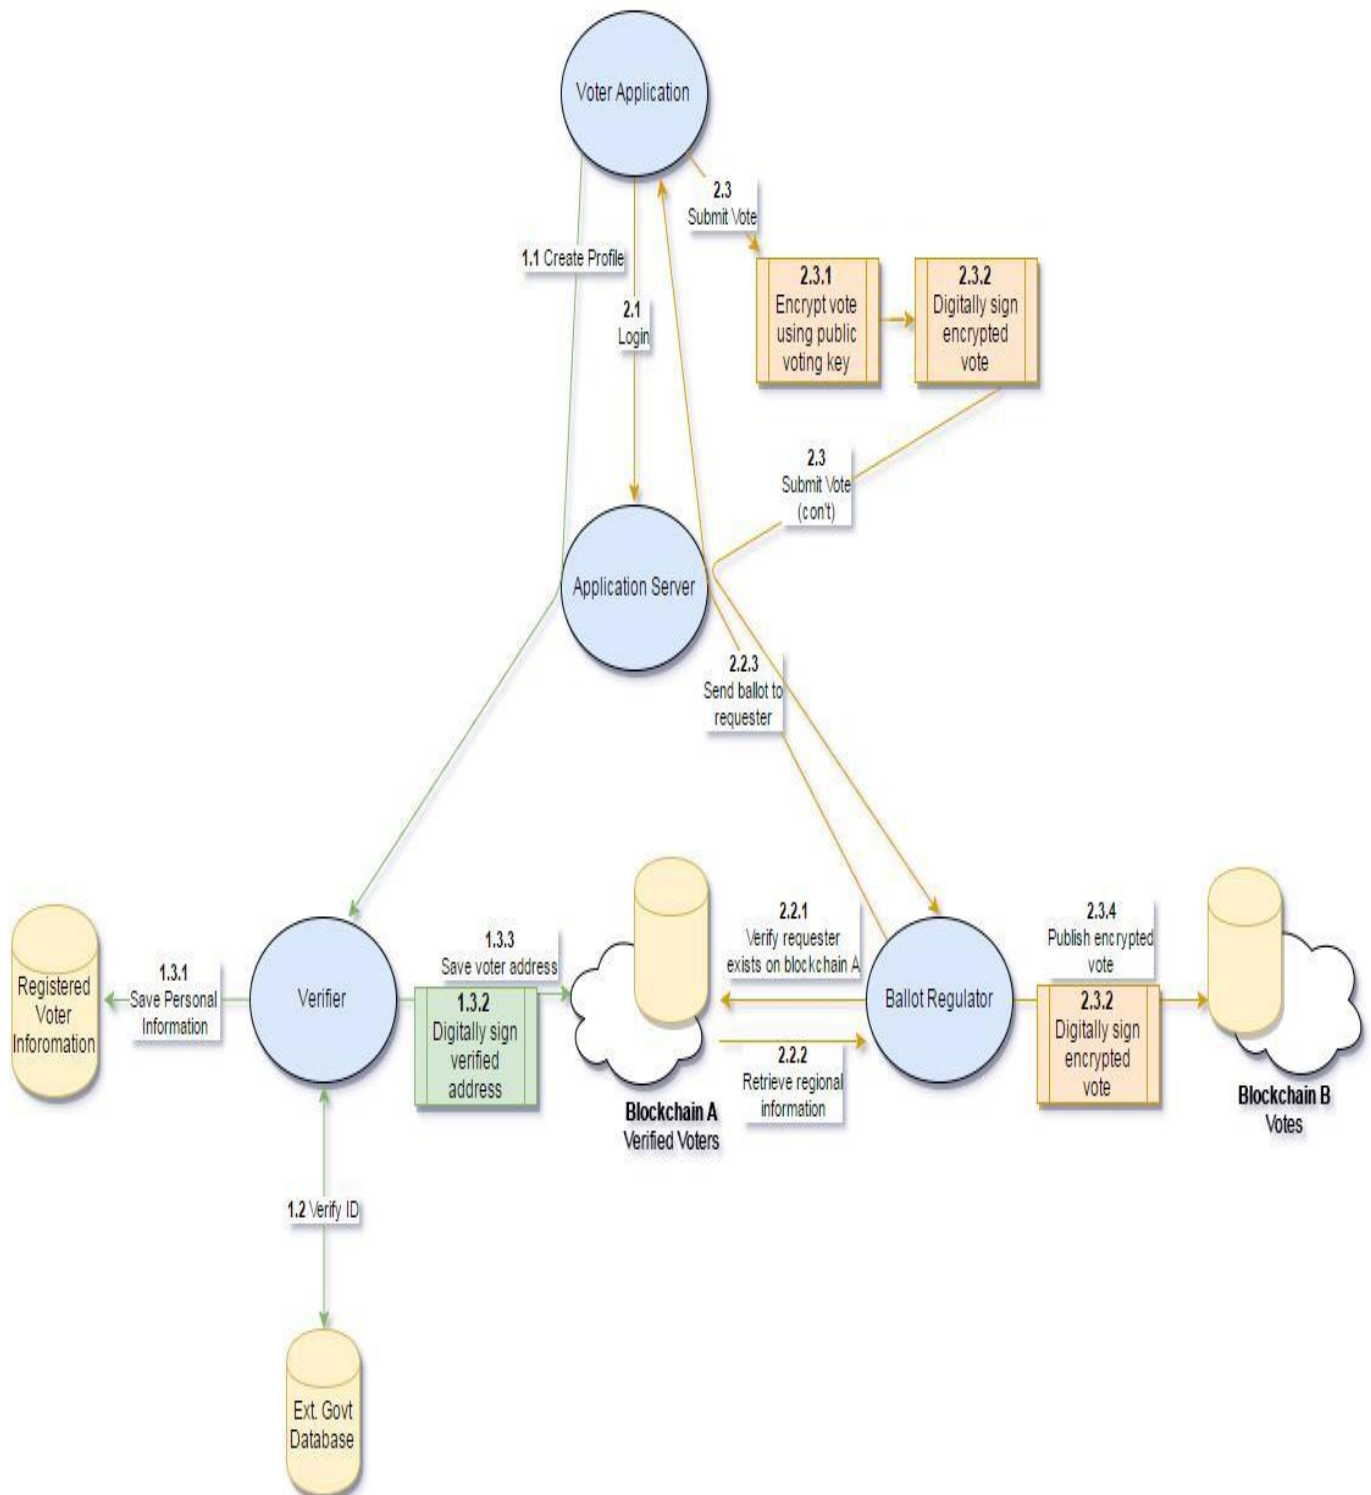 Voter Application
2.3
Submit Vote
1.1 Create Profile
2.3.1
Encrypt vote
using public
voting key
2.3.2
Digitally sign
encrypted
vote
2.1
Login
2.3
Submit Vote
(con't)
Application Server
2.2.3
Send ballot to
requester
1.3.1
Save Personal
Information
Registered
Voter
Inforomation
Verifier
1.3.3
Save voter address
1.3.2
Digitally sign
verified
address
2.2.1
Verify requester
exists on blockchain A
2.2.2
Retrieve regional
information
Blockchain A
Verified Voters
Ballot Regulator
2.3.4
Publish encrypted
vote
2.3.2
Digitally sign
encrypted
vote
Blockchain B
Votes
1.2 Verify ID
Ext. Govt
Database